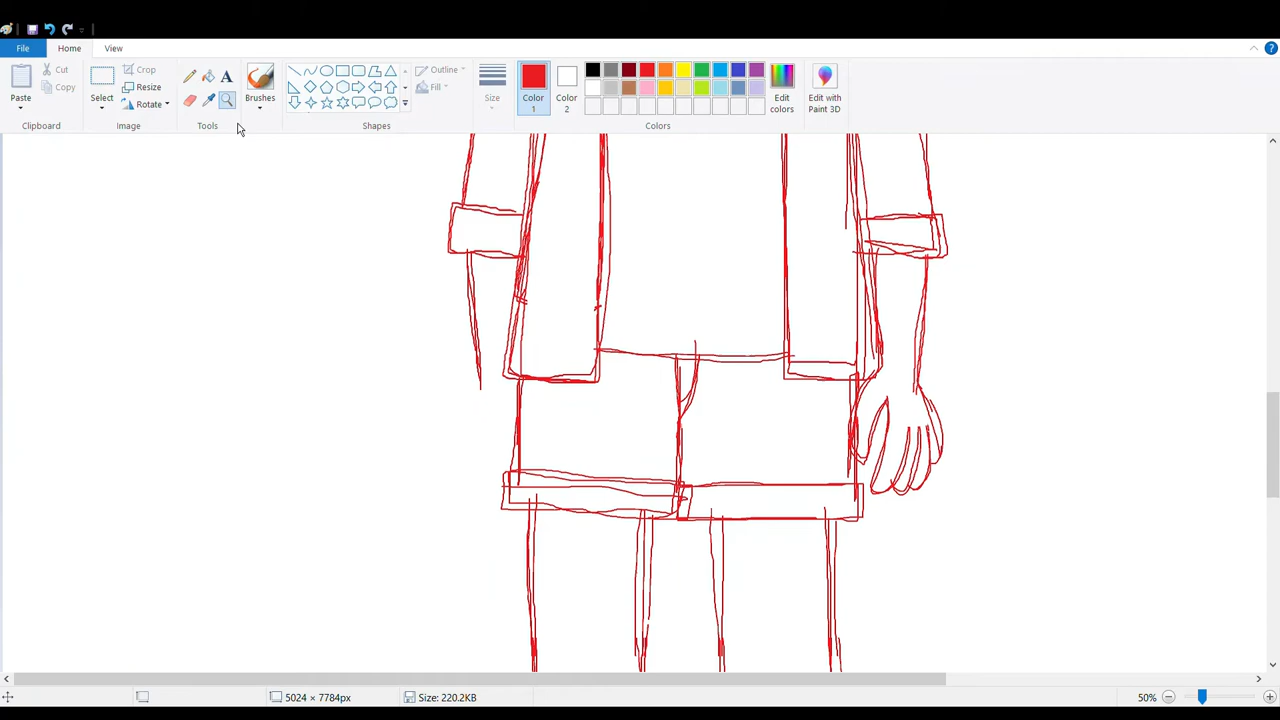 File Home View
Paste Cut Copy Select Crop Resize Rotate A Brushes Outline Fill Size Color 1 Color 2 Edit colors Edit with Paint 3D ?
Clipboard Image Tools Shapes Colors
5024 × 7784px Size: 220.2KB 50%